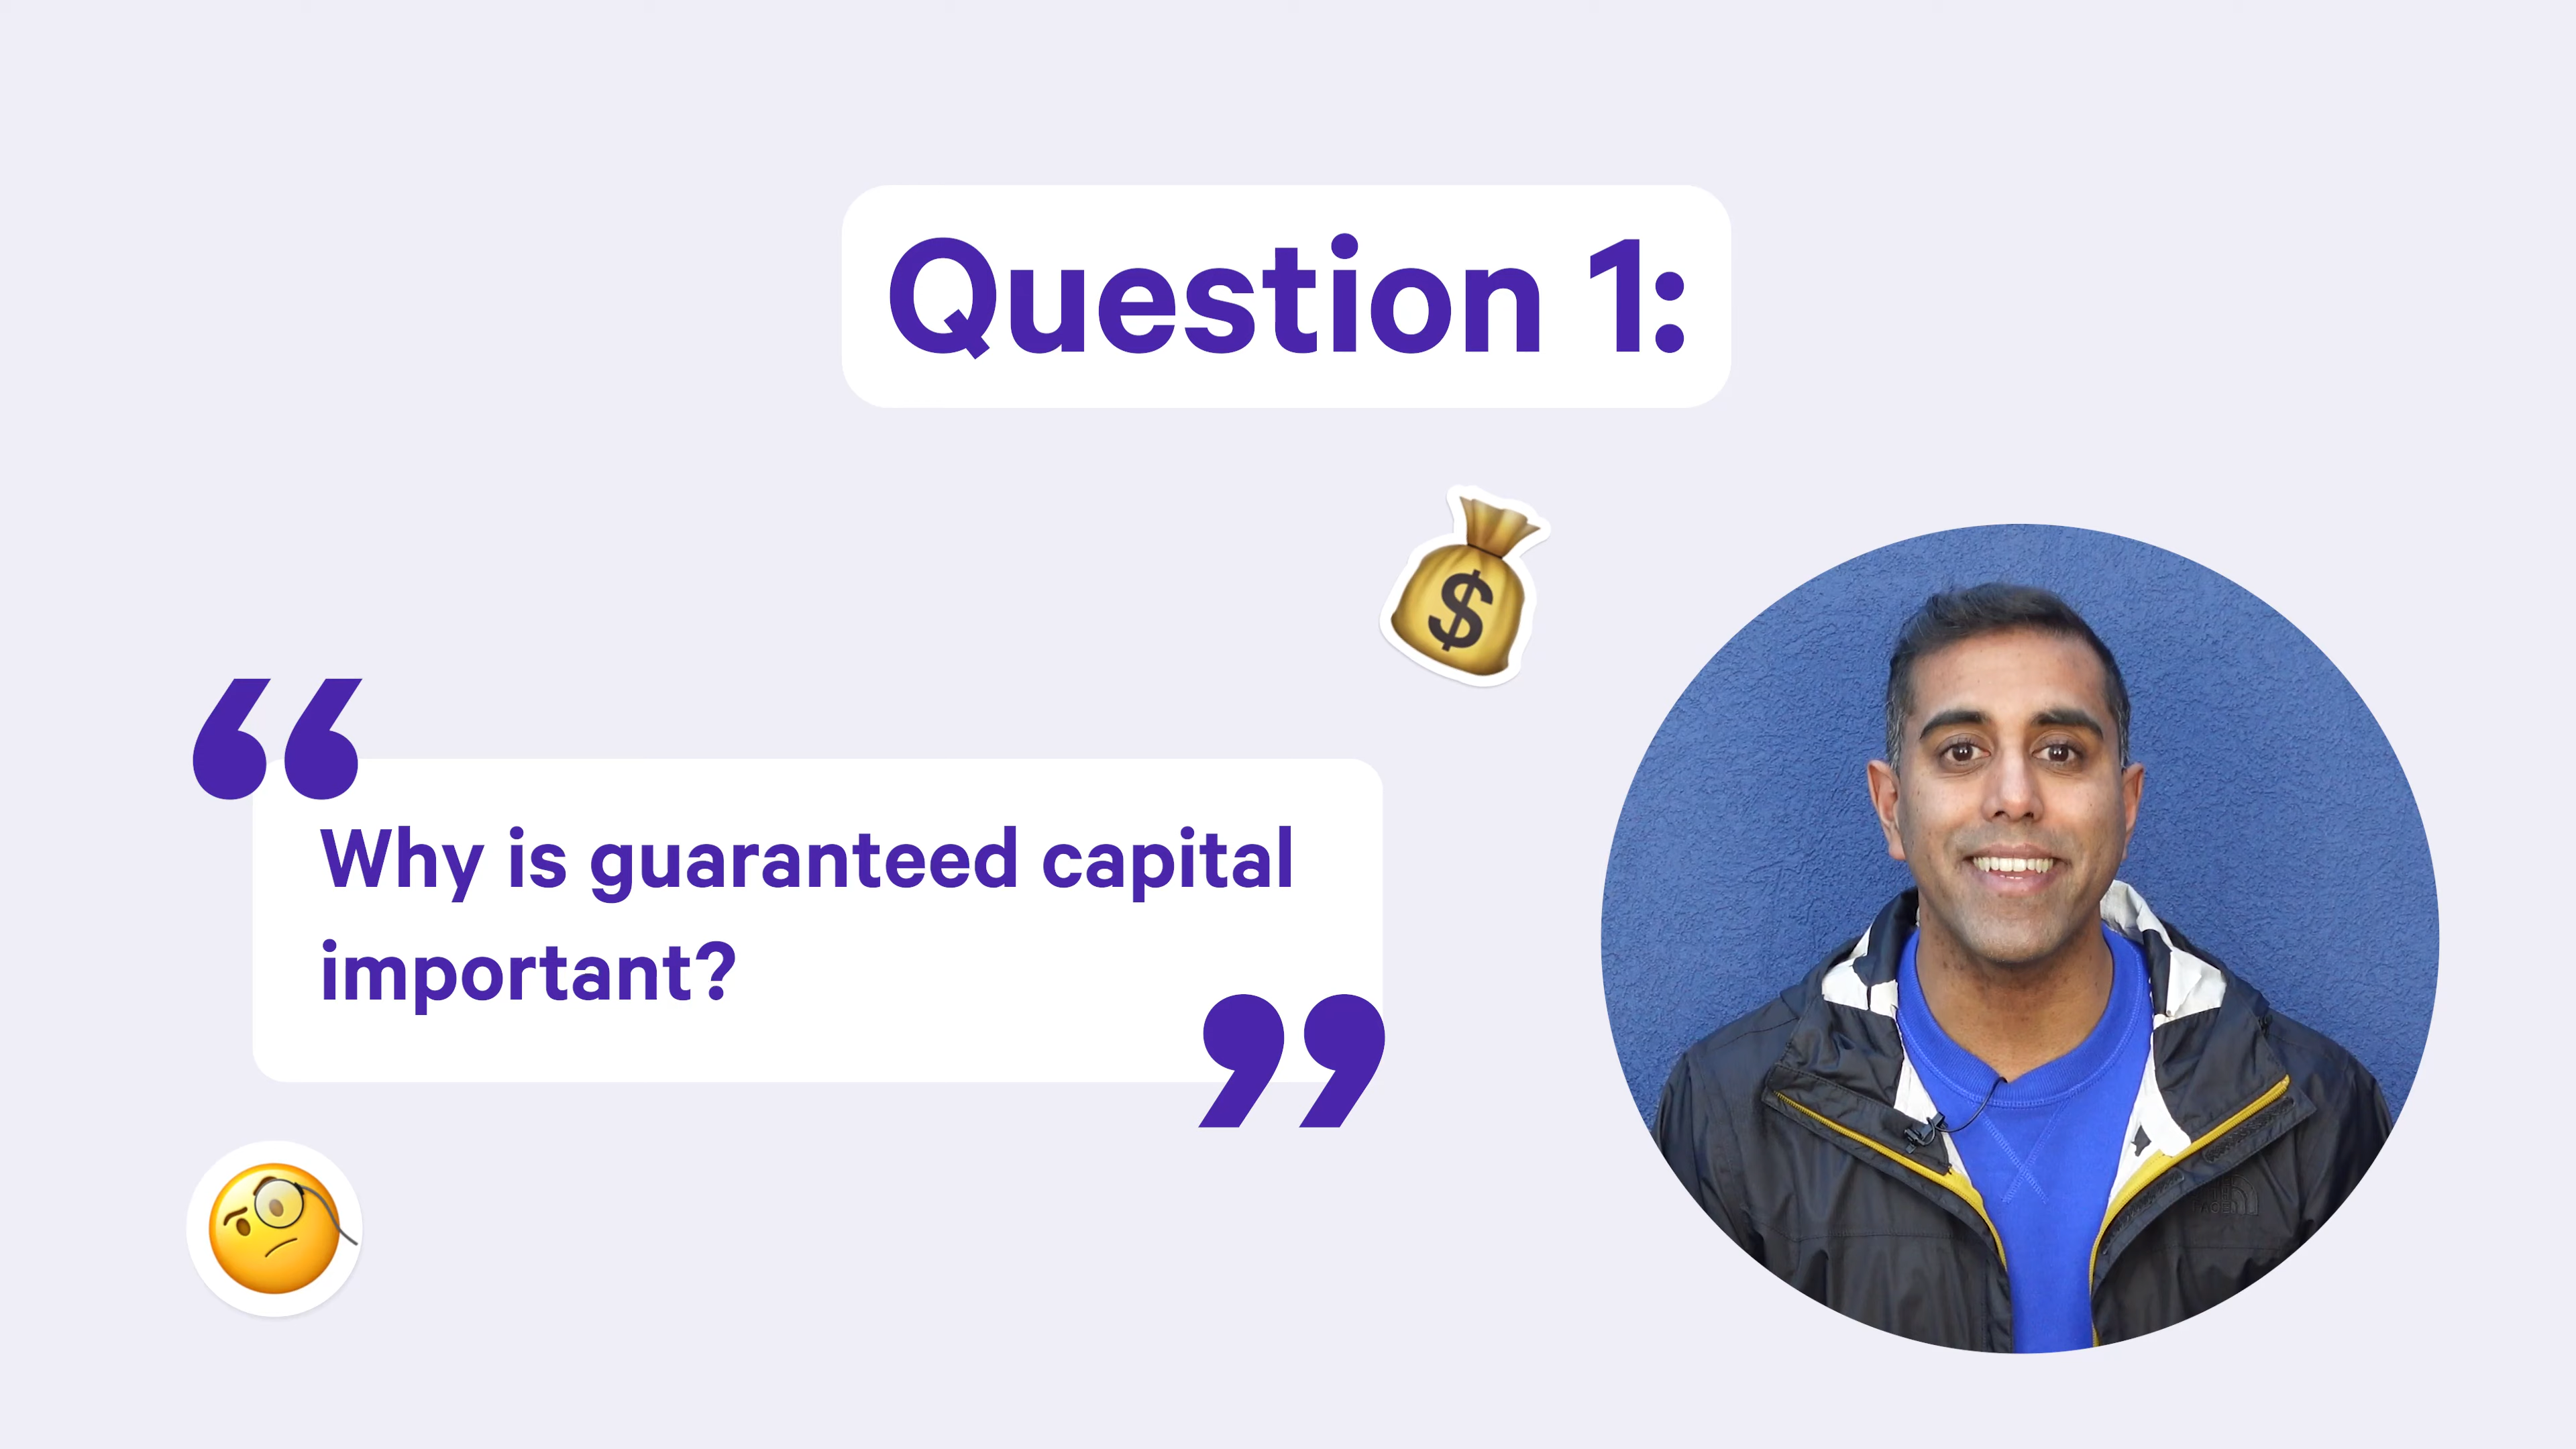 Question 1:
“Why is guaranteed capital
important?”
$